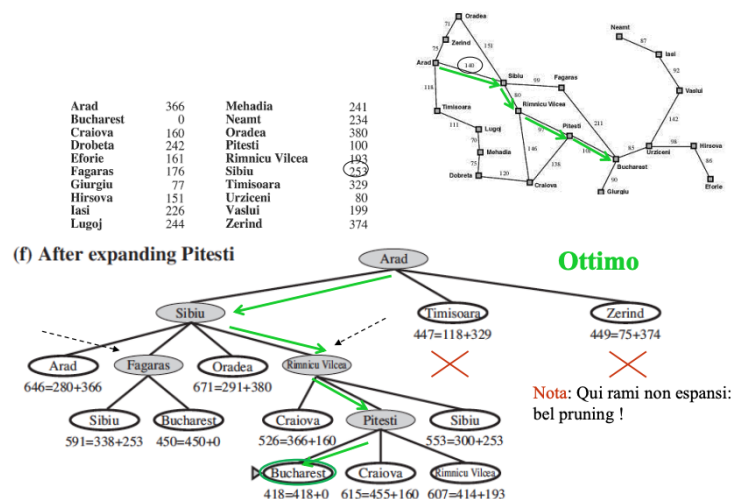 Arad 366 Mehadia 241
Bucharest 0 Neamt 234
Craiova 160 Oradea 380
Drobeta 242 Pitesti 100
Eforie 161 Rimnicu Vilcea 193
Fagaras 176 Sibiu 253
Giurgiu 77 Timisoara 329
Hirsova 151 Urziceni 80
Iasi 226 Vaslui 199
Lugoj 244 Zerind 374
Oradea
71
Neamt
Zerind
87
75
151
Iasi
Arad
140
92
Sibiu
99
Fagaras
118
80
Vaslui
Rimnicu Vilcea
Timisoara
111
Lugoj
97
Pitesti
211
142
70
98
Hirsova
Mehadia
146
85
Urziceni
75
138
86
Bucharest
Dobreta
120
90
Craiova
Eforie
Giurgiu
(f) After expanding Pitesti
Arad
Ottimo
Sibiu
Timisoara
Zerind
447=118+329
449=75+374
Arad
Fagaras
Oradea
Rimnicu Vilcea
646=280+366
671=291+380
Nota: Qui rami non espansi:
bel pruning !
Sibiu
Bucharest
Craiova
Pitesti
Sibiu
591=338+253
450=450+0
526=366+160
553=300+253
Bucharest
Craiova
Rimnicu Vilcea
418=418+0
615=455+160
607=414+193